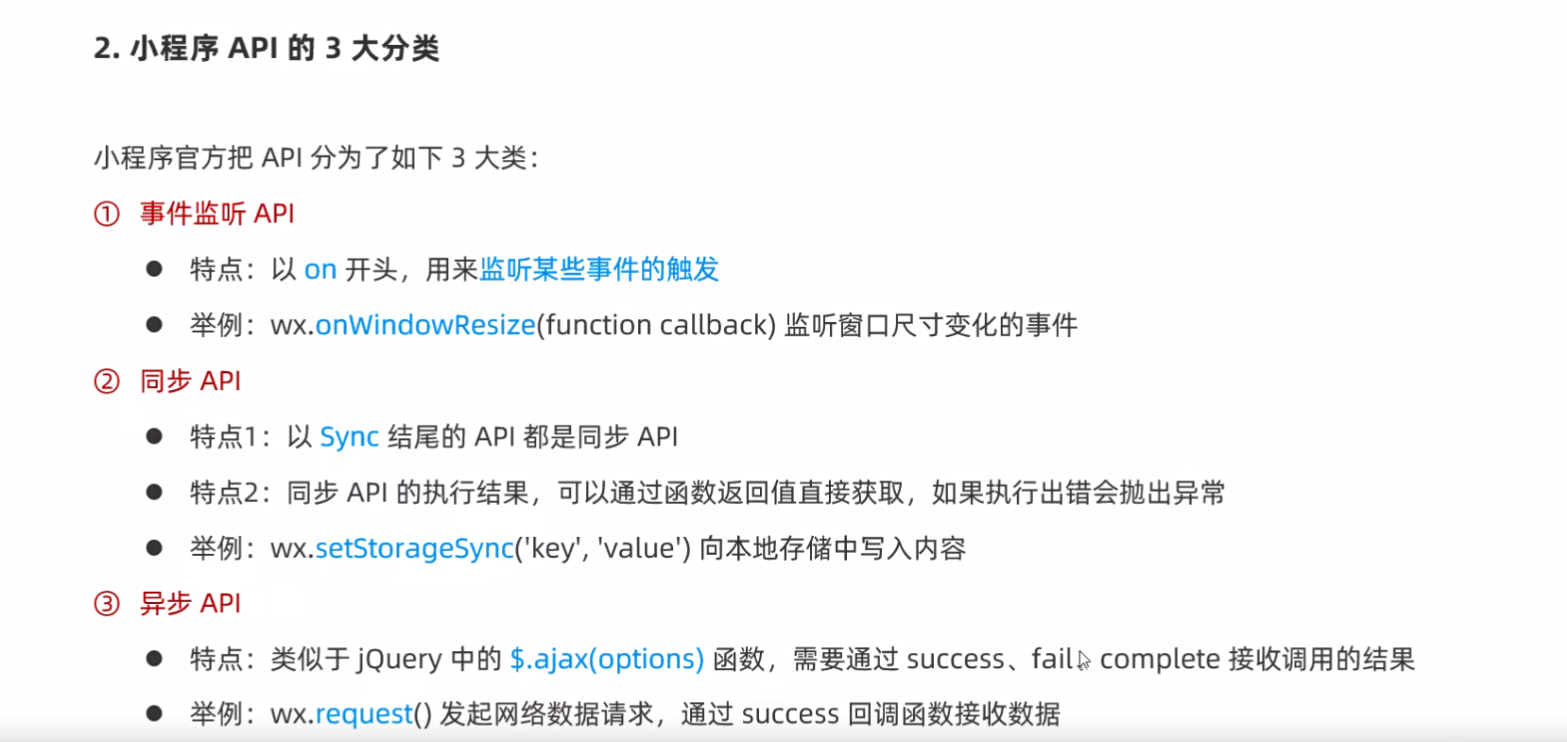 2. 小程序 API 的 3 大分类
小程序官方把 API 分为了如下 3 大类：
① 事件监听 API
● 特点：以 on 开头，用来监听某些事件的触发
● 举例：wx.onWindowResize(function callback) 监听窗口尺寸变化的事件
② 同步 API
● 特点1：以 Sync 结尾的 API 都是同步 API
● 特点2：同步 API 的执行结果，可以通过函数返回值直接获取，如果执行出错会抛出异常
● 举例：wx.setStorageSync('key', 'value') 向本地存储中写入内容
③ 异步 API
● 特点：类似于 jQuery 中的 $.ajax(options) 函数，需要通过 success、fail、complete 接收调用的结果
● 举例：wx.request() 发起网络数据请求，通过 success 回调函数接收数据